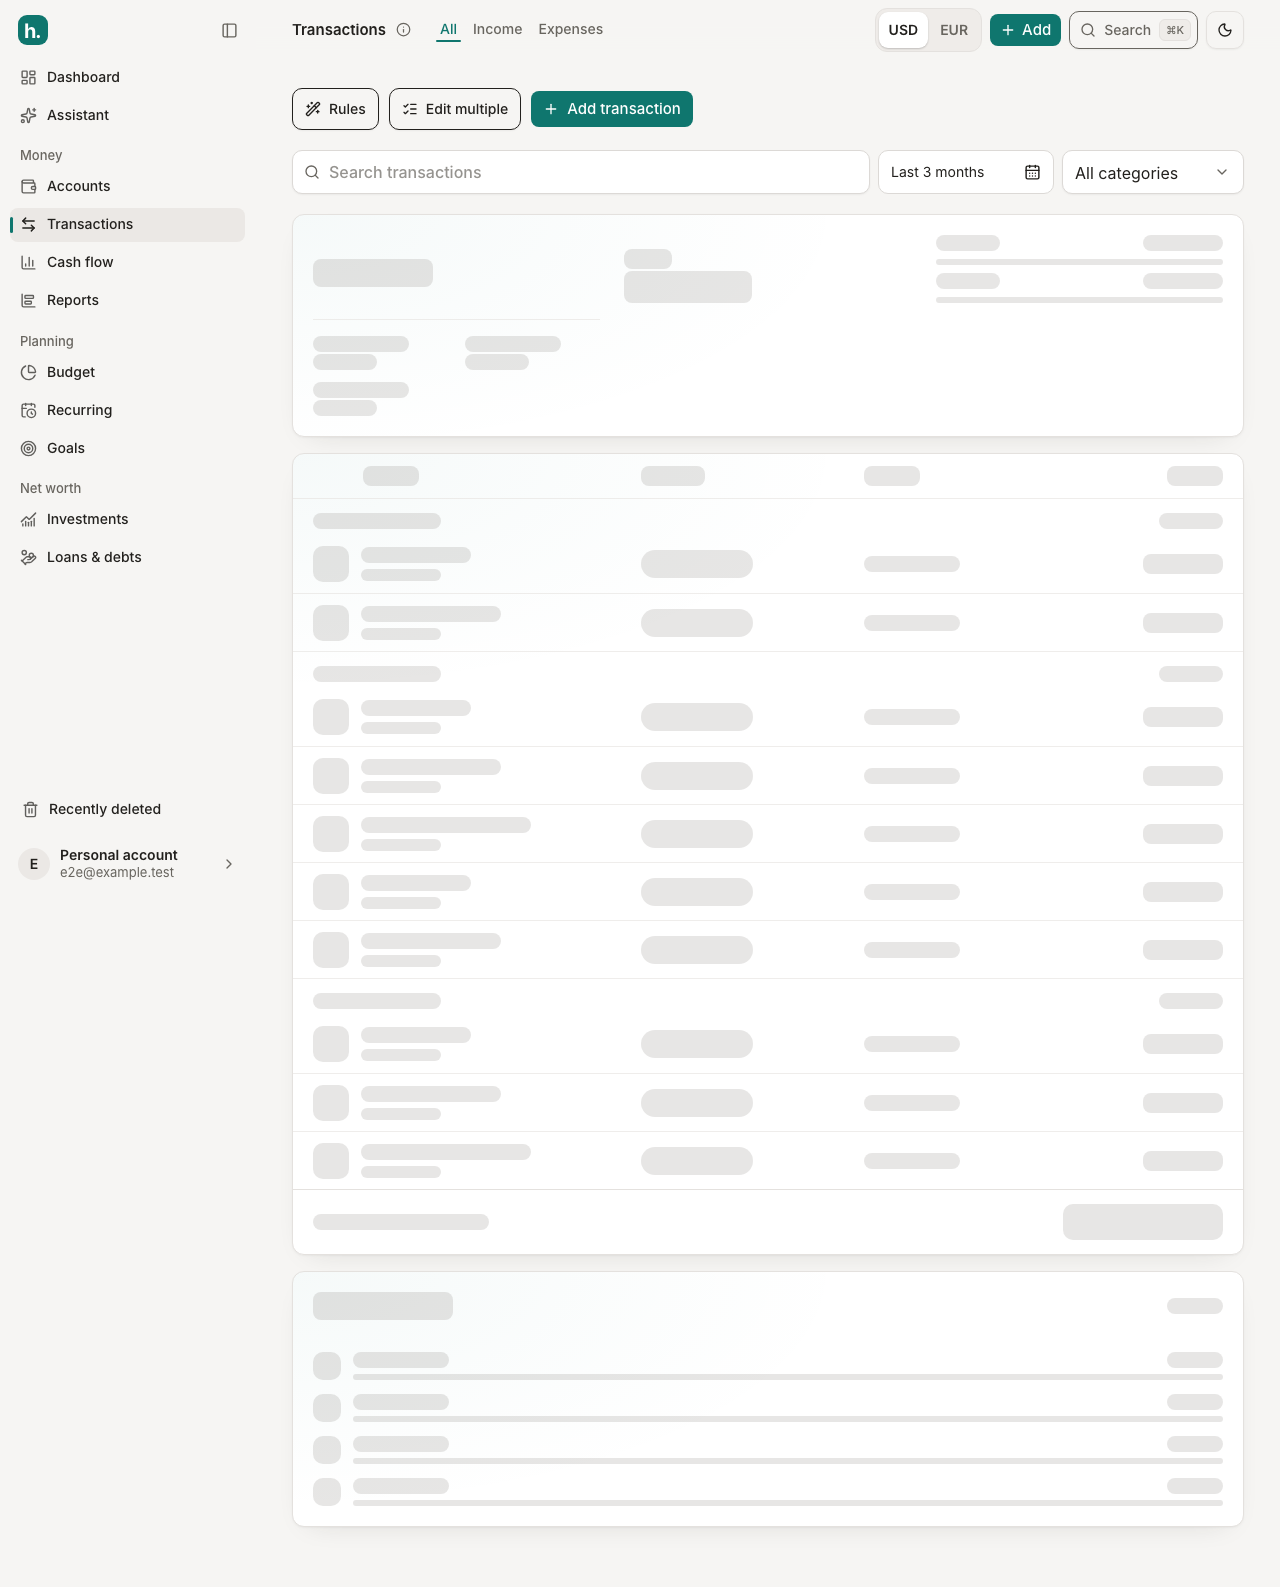 h.
Transactions
All
Income
Expenses
USD
EUR
Add
Search
⌘K
Dashboard
Assistant
Money
Accounts
Transactions
Cash flow
Reports
Planning
Budget
Recurring
Goals
Net worth
Investments
Loans & debts
Recently deleted
E
Personal account
e2e@example.test
Rules
Edit multiple
Add transaction
Search transactions
Last 3 months
All categories